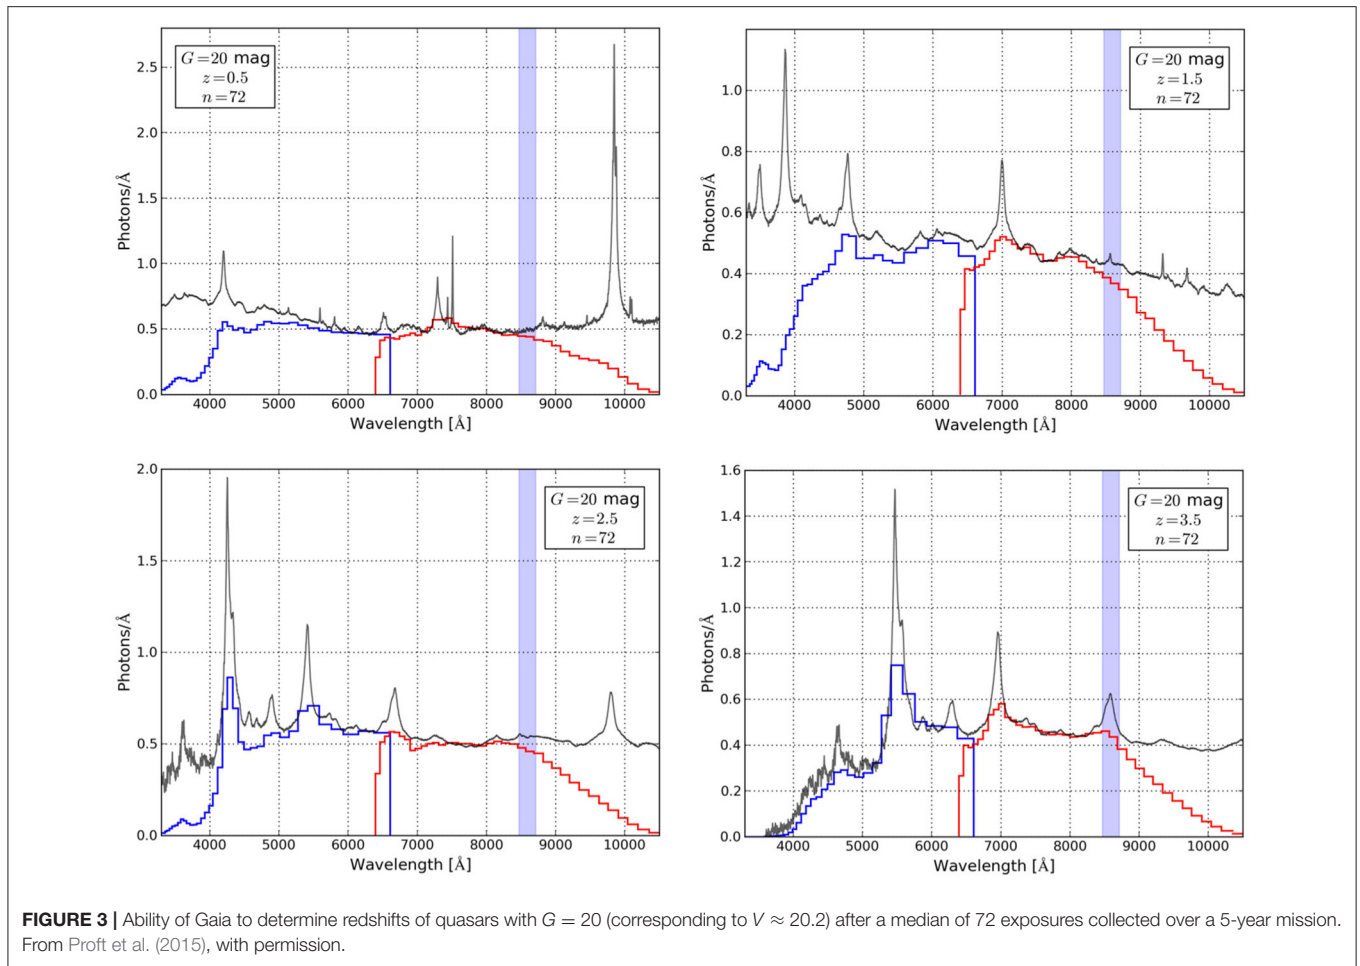 G=20 mag
z=0.5
n=72
2.5
2.0
1.5
1.0
0.5
0.0
Photons/Å
4000 5000 6000 7000 8000 9000 10000
Wavelength [Å]
G=20 mag
z=1.5
n=72
1.0
0.8
0.6
0.4
0.2
0.0
Photons/Å
4000 5000 6000 7000 8000 9000 10000
Wavelength [Å]
G=20 mag
z=2.5
n=72
2.0
1.5
1.0
0.5
0.0
Photons/Å
4000 5000 6000 7000 8000 9000 10000
Wavelength [Å]
G=20 mag
z=3.5
n=72
1.6
1.4
1.2
1.0
0.8
0.6
0.4
0.2
0.0
Photons/Å
4000 5000 6000 7000 8000 9000 10000
Wavelength [Å]
FIGURE 3 | Ability of Gaia to determine redshifts of quasars with G = 20 (corresponding to V ≈ 20.2) after a median of 72 exposures collected over a 5-year mission.
From Proft et al. (2015), with permission.